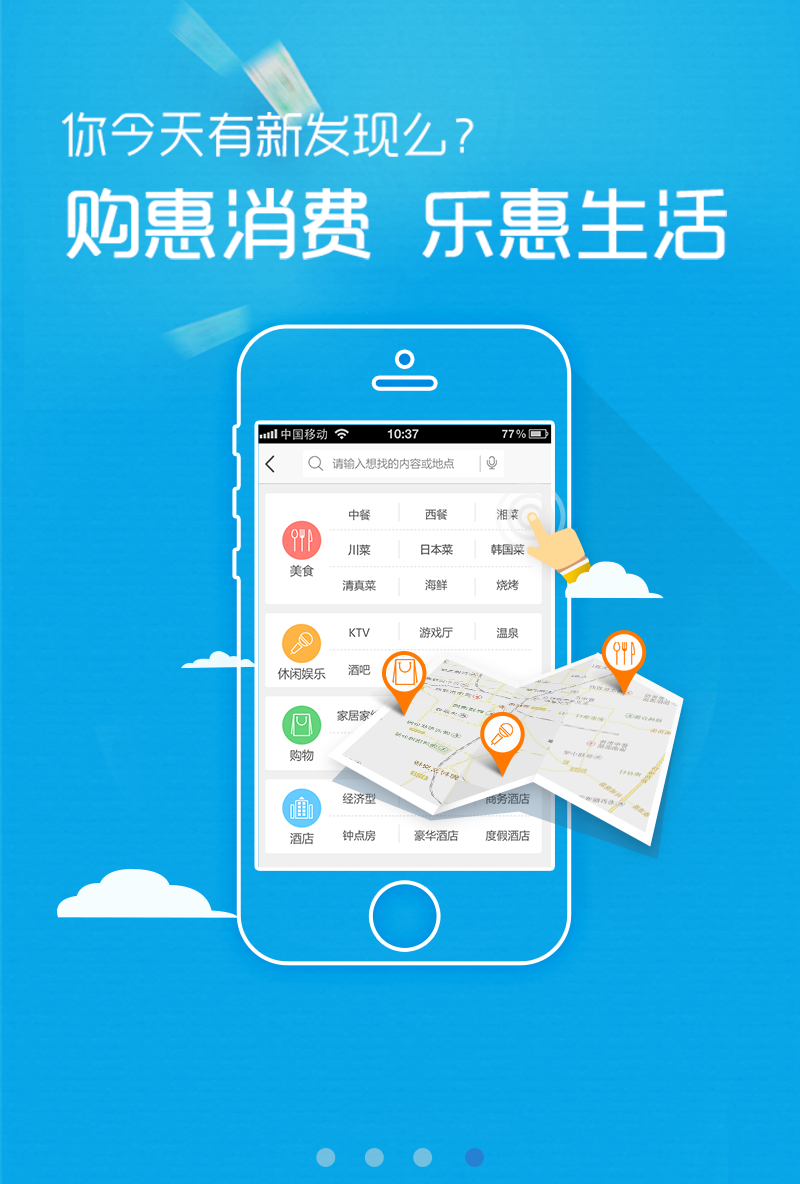 你今天有新发现么?
购惠消费 乐惠生活
中国移动 10:37 77%
请输入想找的内容或地点
中餐 西餐 湘菜
美食
川菜 日本菜 韩国菜
清真菜 海鲜 烧烤
KTV 游戏厅 温泉
休闲娱乐
酒吧
家居家
购物
经济型 商务酒店
酒店
钟点房 豪华酒店 度假酒店